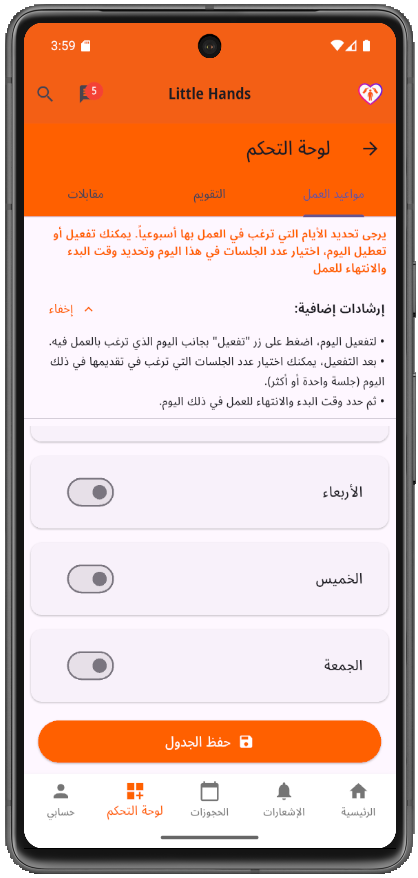 3:59
5
Little Hands
لوحة التحكم
مواعيد العمل
التقويم
مقابلات
يرجى تحديد الأيام التي ترغب في العمل بها أسبوعياً. يمكنك تفعيل أو
تعطيل اليوم، اختيار عدد الجلسات في هذا اليوم وتحديد وقت البدء
والانتهاء للعمل
إرشادات إضافية:
إخفاء
• لتفعيل اليوم، اضغط على زر "تفعيل" بجانب اليوم الذي ترغب بالعمل فيه.
• بعد التفعيل، يمكنك اختيار عدد الجلسات التي ترغب في تقديمها في ذلك
اليوم (جلسة واحدة أو أكثر).
• ثم حدد وقت البدء والانتهاء للعمل في ذلك اليوم.
الأربعاء
الخميس
الجمعة
حفظ الجدول
الرئيسية
الإشعارات
الحجوزات
لوحة التحكم
حسابي